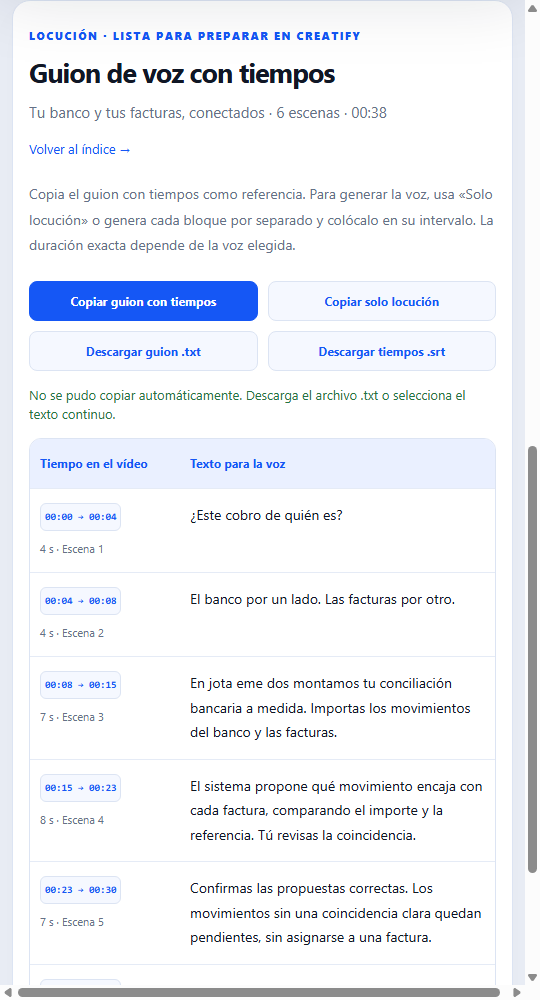 LOCUCIÓN · LISTA PARA PREPARAR EN CREATIFY
Guion de voz con tiempos
Tu banco y tus facturas, conectados · 6 escenas · 00:38
Volver al índice →
Copia el guion con tiempos como referencia. Para generar la voz, usa «Solo
locución» o genera cada bloque por separado y colócalo en su intervalo. La
duración exacta depende de la voz elegida.
Copiar guion con tiempos
Copiar solo locución
Descargar guion .txt
Descargar tiempos .srt
No se pudo copiar automáticamente. Descarga el archivo .txt o selecciona el
texto continuo.
Tiempo en el vídeo
Texto para la voz
00:00 → 00:04
¿Este cobro de quién es?
4 s · Escena 1
00:04 → 00:08
El banco por un lado. Las facturas por otro.
4 s · Escena 2
00:08 → 00:15
En jota eme dos montamos tu conciliación
bancaria a medida. Importas los movimientos
del banco y las facturas.
7 s · Escena 3
00:15 → 00:23
El sistema propone qué movimiento encaja con
cada factura, comparando el importe y la
referencia. Tú revisas la coincidencia.
8 s · Escena 4
00:23 → 00:30
Confirmas las propuestas correctas. Los
movimientos sin una coincidencia clara quedan
pendientes, sin asignarse a una factura.
7 s · Escena 5